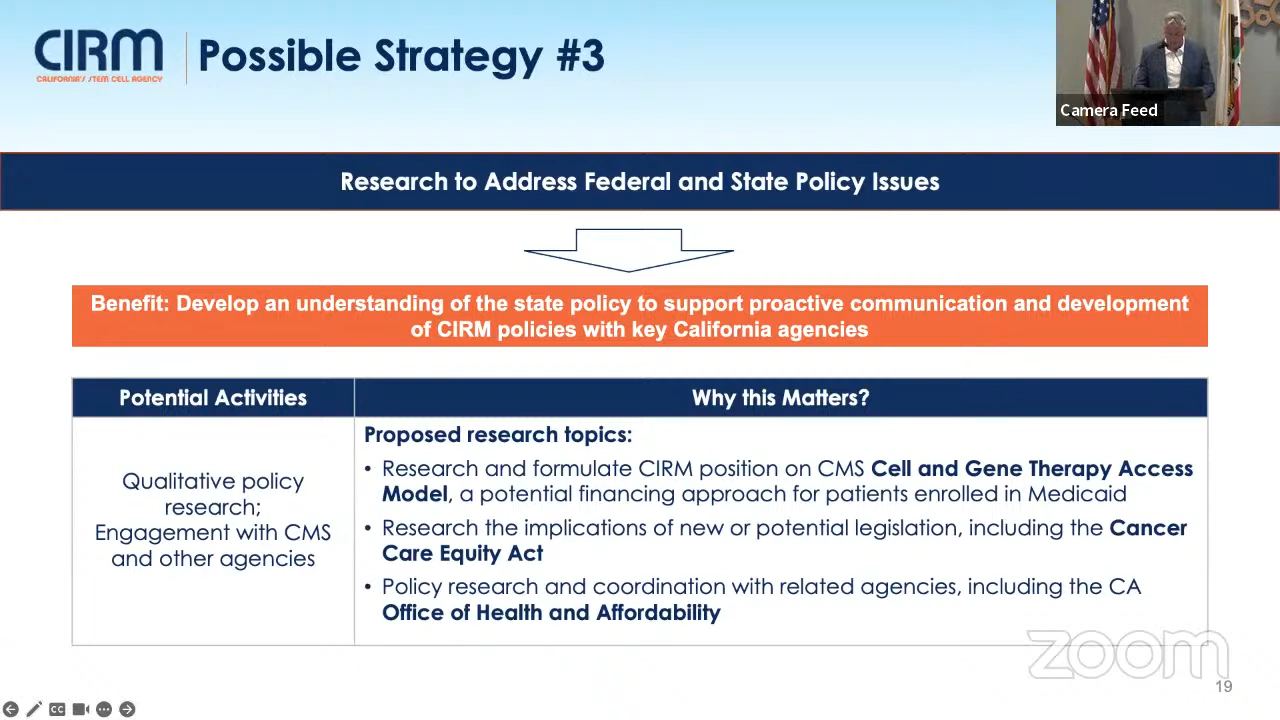 CIRM
CALIFORNIA'S STEM CELL AGENCY
Possible Strategy #3
Camera Feed
Research to Address Federal and State Policy Issues
Benefit: Develop an understanding of the state policy to support proactive communication and development
of CIRM policies with key California agencies
Potential Activities
Why this Matters?
Qualitative policy
research;
Engagement with CMS
and other agencies
Proposed research topics:
• Research and formulate CIRM position on CMS Cell and Gene Therapy Access
Model, a potential financing approach for patients enrolled in Medicaid
• Research the implications of new or potential legislation, including the Cancer
Care Equity Act
• Policy research and coordination with related agencies, including the CA
Office of Health and Affordability
zoom
19
CC